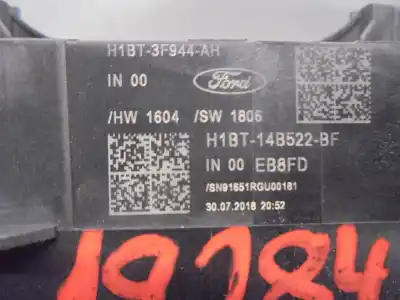 H1BT-3F944-AH
IN 00
Ford
/HW 1604 /SW 1806
H1BT-14B522-BF
IN 00 EB8FD
/SN91651RGU00181
30.07.2018 20:52
19184